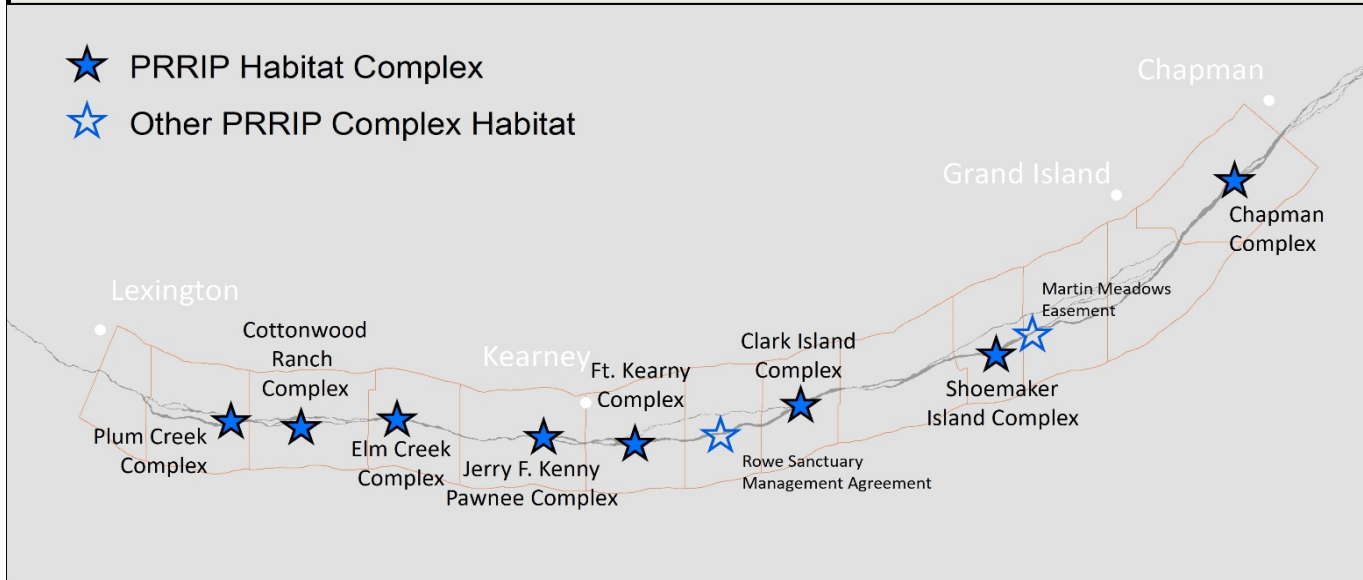 PRRIP Habitat Complex
Other PRRIP Complex Habitat
Chapman
Grand Island
Chapman
Complex
Martin Meadows
Easement
Lexington
Cottonwood
Ranch
Complex
Kearney
Ft. Kearny
Complex
Clark Island
Complex
Shoemaker
Island Complex
Plum Creek
Complex
Elm Creek
Complex
Jerry F. Kenny
Pawnee Complex
Rowe Sanctuary
Management Agreement